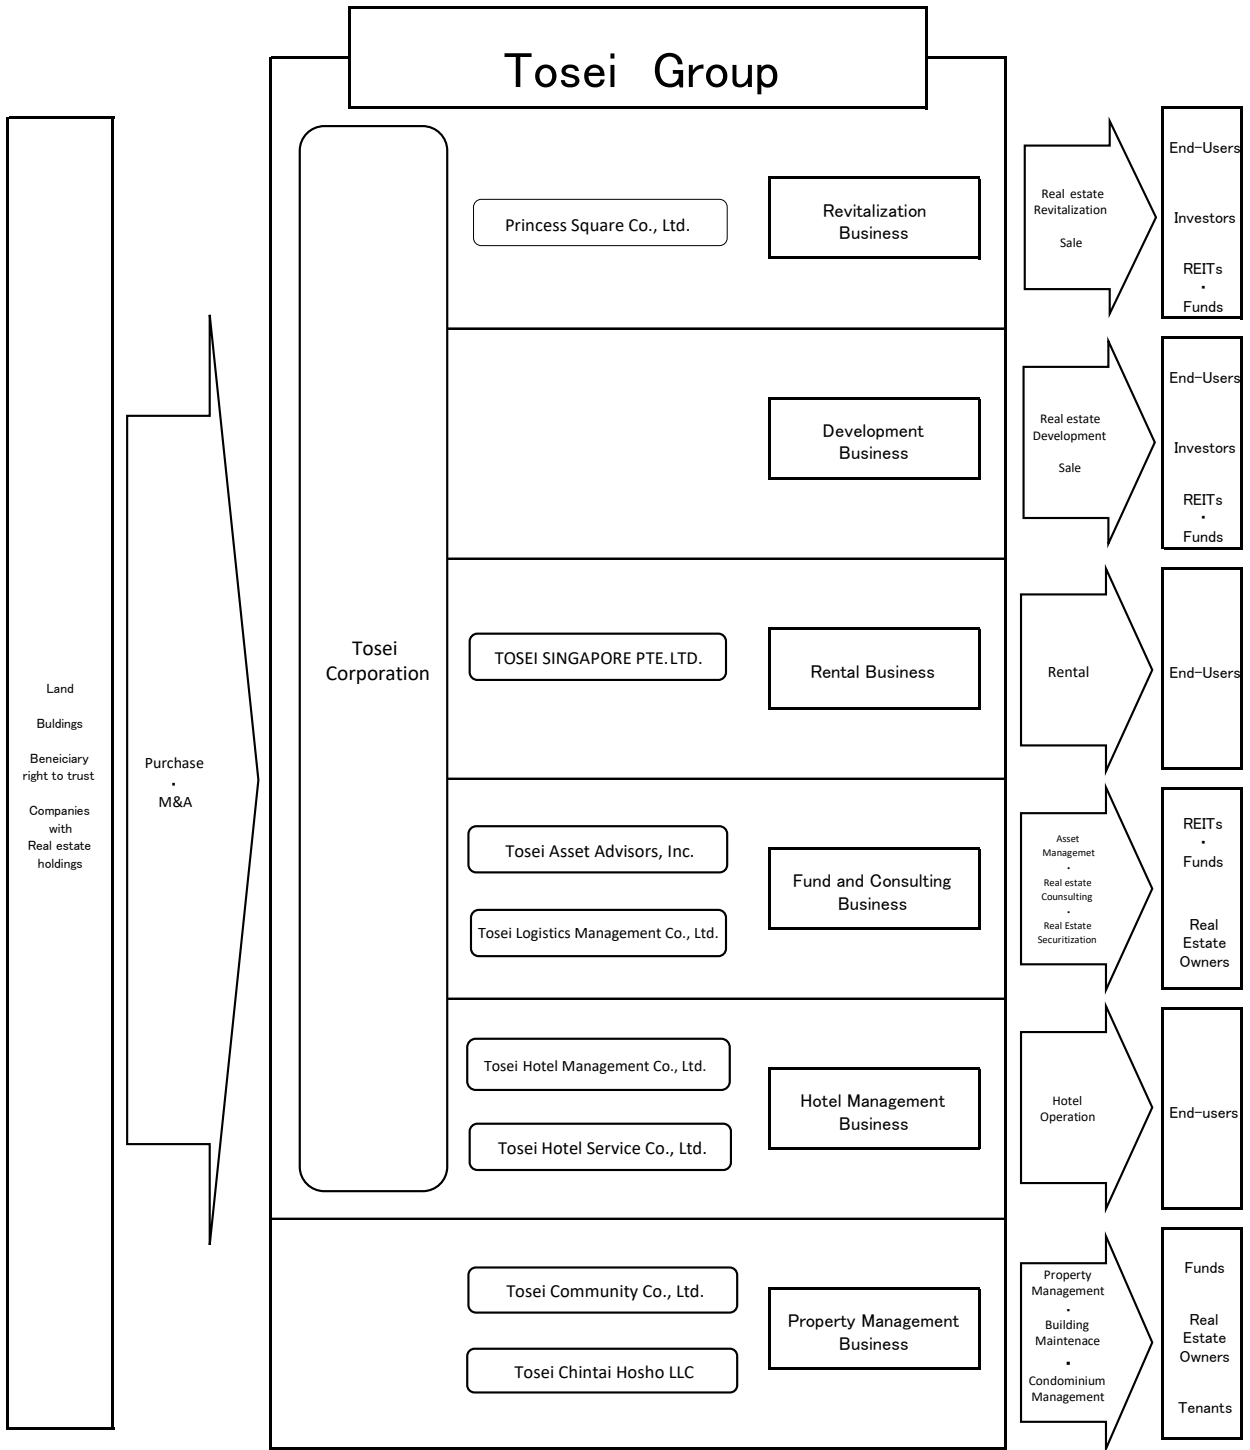 Tosei Group
Land
Buldings
Beneiciary
right to trust
Companies
with
Real estate
holdings
Purchase
・
M&A
Tosei
Corporation
Princess Square Co., Ltd.
Revitalization
Business
Real estate
Revitalization
Sale
End-Users
Investors
REITs
・
Funds
Development
Business
Real estate
Development
Sale
End-Users
Investors
REITs
・
Funds
TOSEI SINGAPORE PTE.LTD.
Rental Business
Rental
End-Users
Tosei Asset Advisors, Inc.
Tosei Logistics Management Co., Ltd.
Fund and Consulting
Business
Asset
Managemet
・
Real estate
Counsulting
・
Real Estate
Securitization
REITs
・
Funds
Real
Estate
Owners
Tosei Hotel Management Co., Ltd.
Tosei Hotel Service Co., Ltd.
Hotel Management
Business
Hotel
Operation
End-users
Tosei Community Co., Ltd.
Tosei Chintai Hosho LLC
Property Management
Business
Property
Management
・
Building
Maintenace
・
Condominium
Management
Funds
Real
Estate
Owners
Tenants